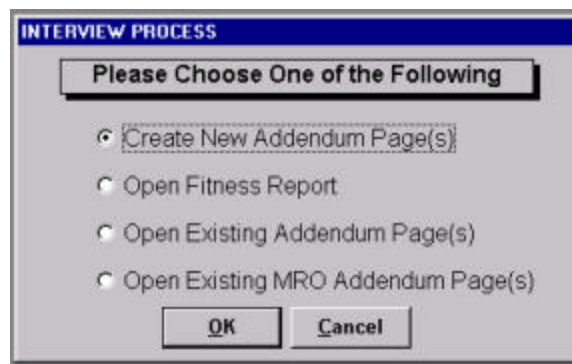 INTERVIEW PROCESS
Please Choose One of the Following
Create New Addendum Page(s)
Open Fitness Report
Open Existing Addendum Page(s)
Open Existing MRO Addendum Page(s)
OK Cancel